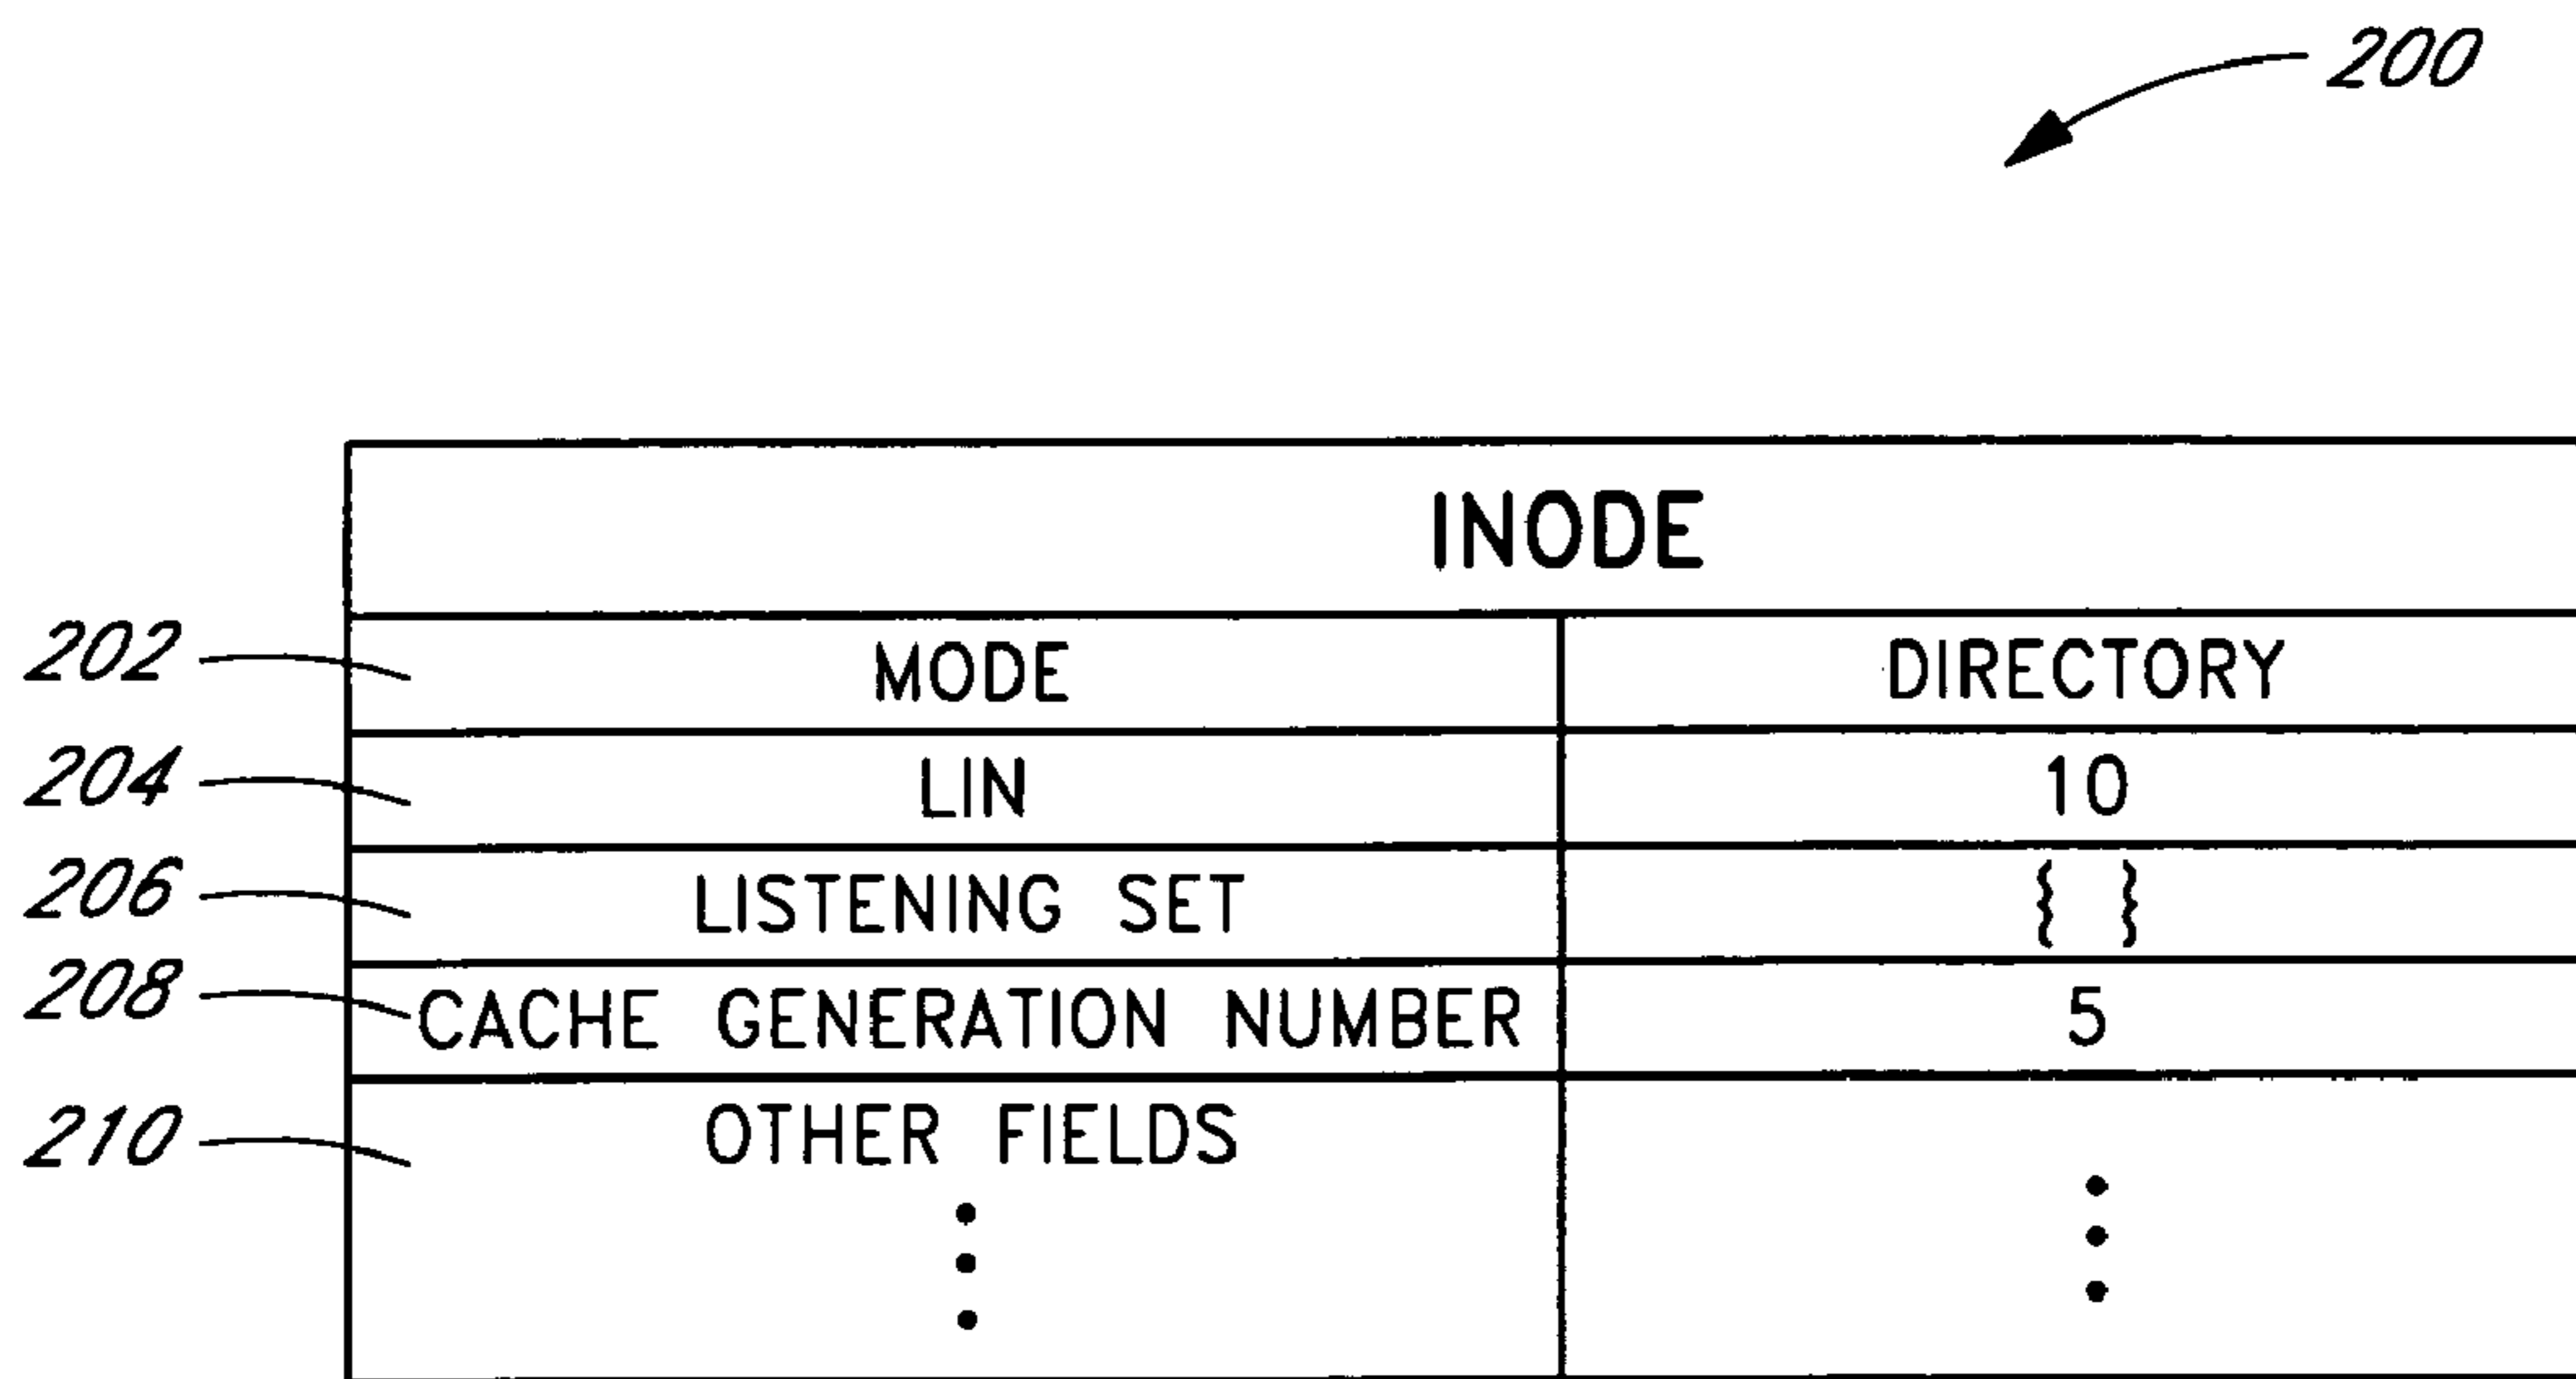 200
INODE
202 MODE DIRECTORY
204 LIN 10
206 LISTENING SET { }
208 CACHE GENERATION NUMBER 5
210 OTHER FIELDS